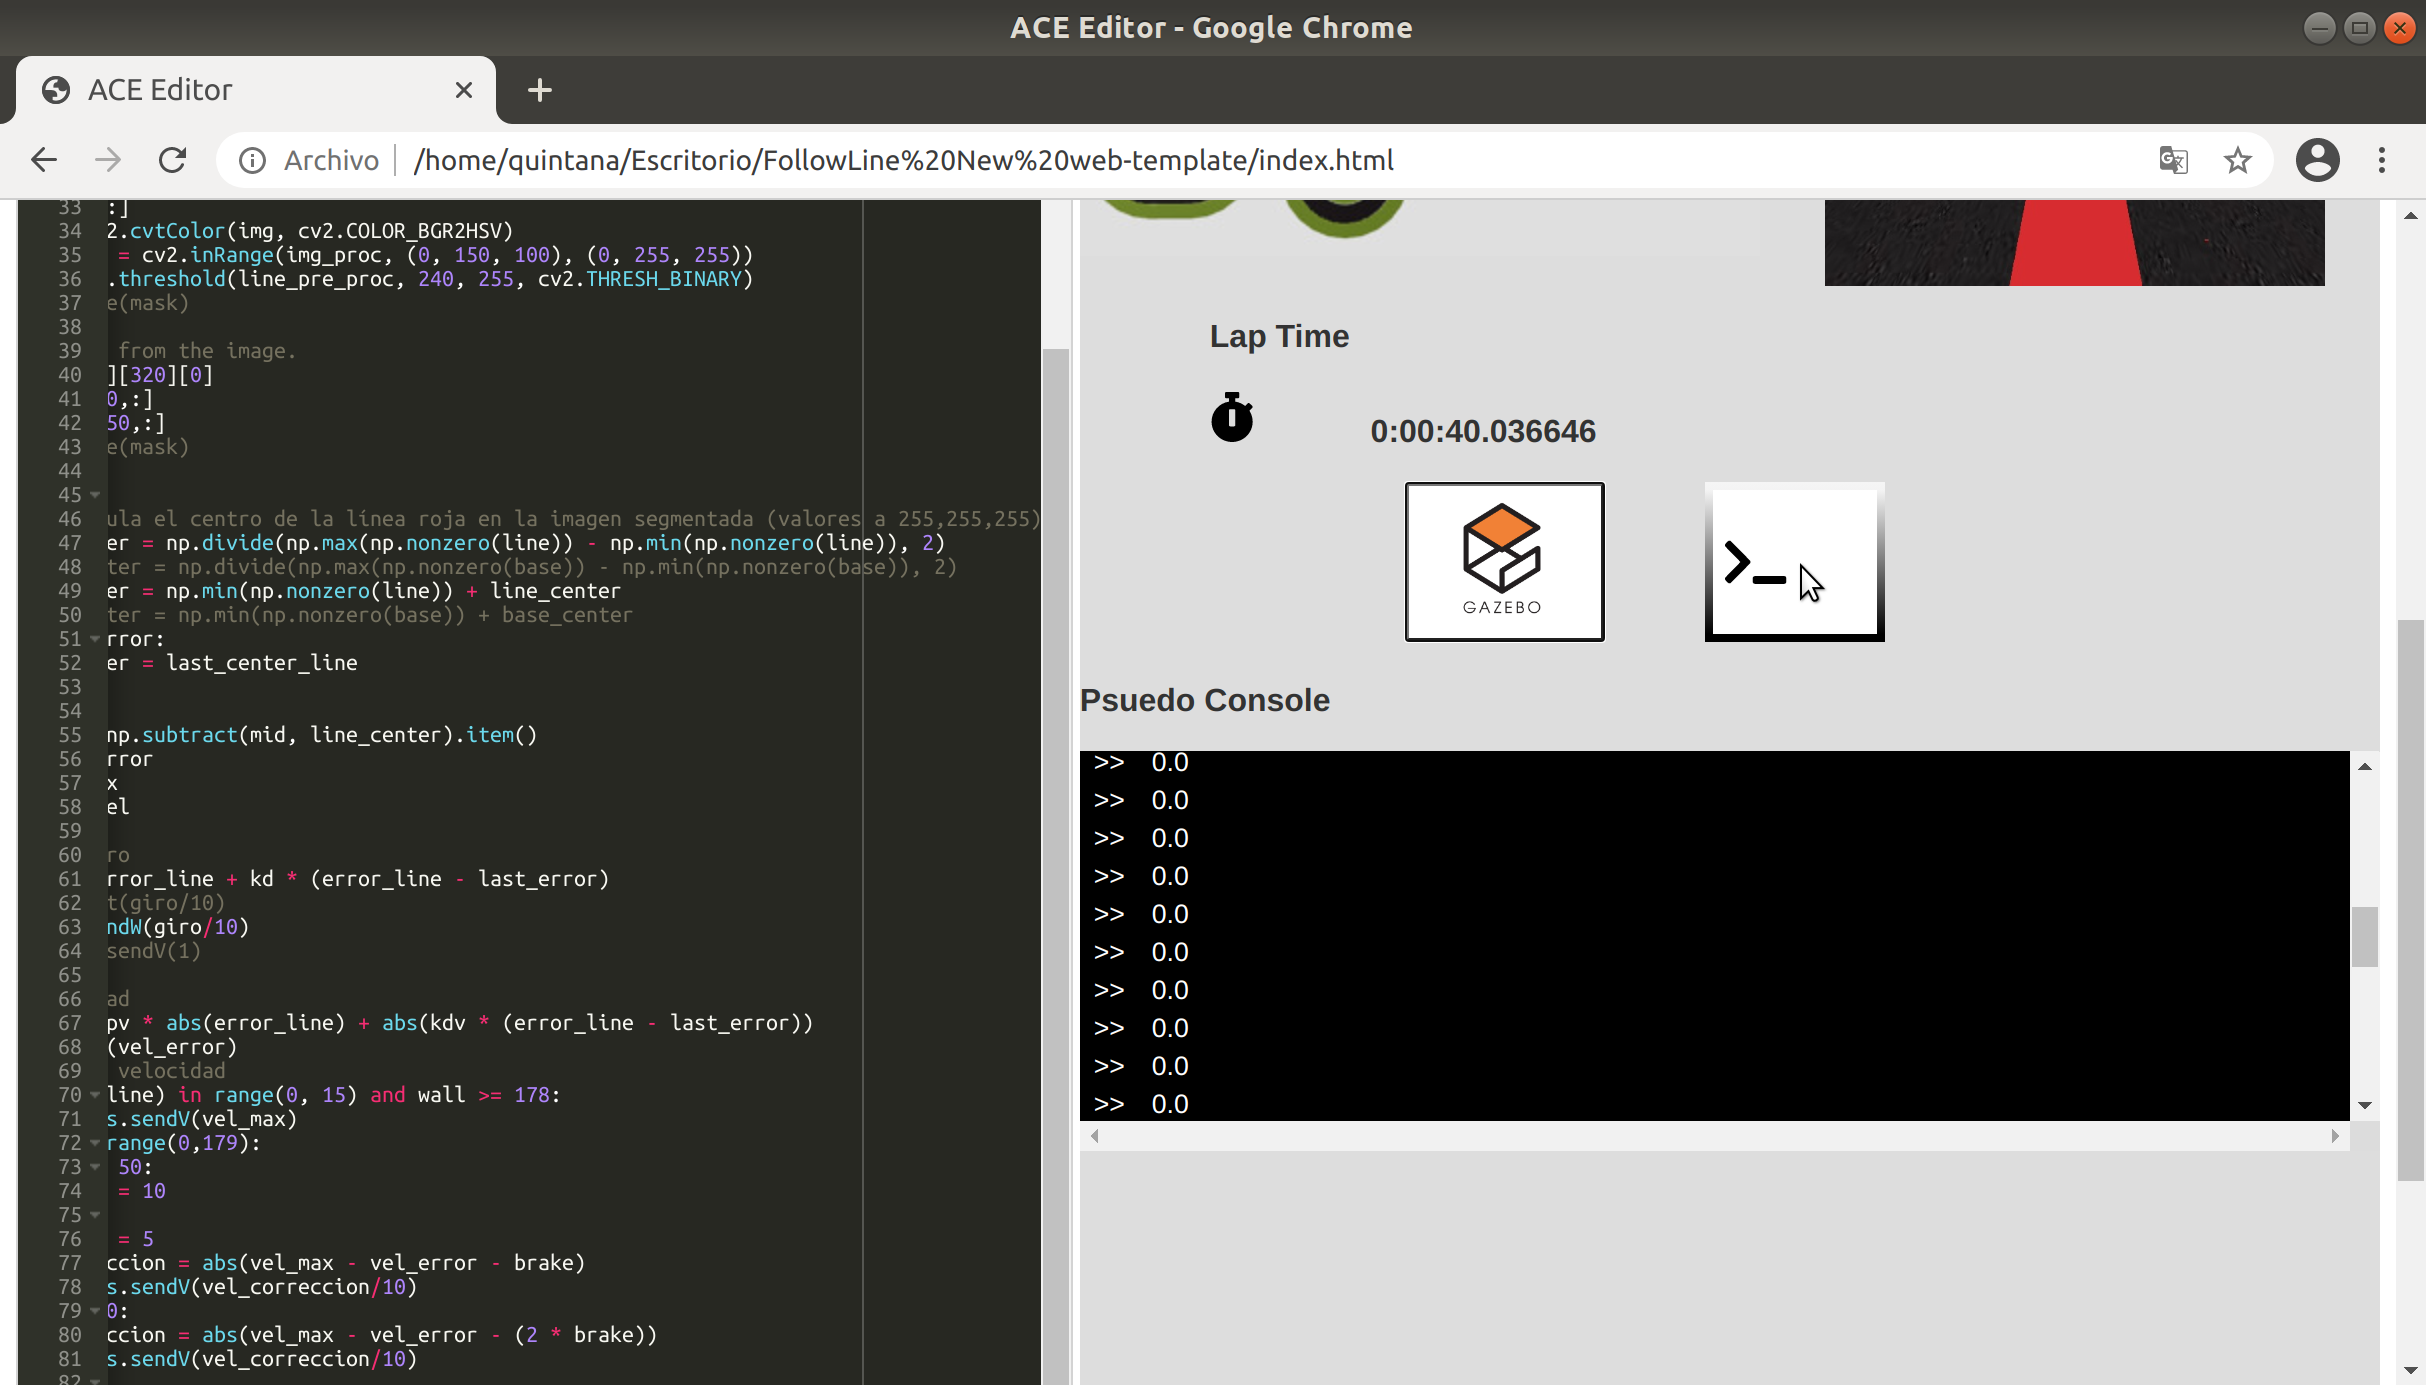 ACE Editor - Google Chrome
ACE Editor
Archivo /home/quintana/Escritorio/FollowLine%20New%20web-template/index.html
33 :]
34 2.cvtColor(img, cv2.COLOR_BGR2HSV)
35 = cv2.inRange(img_proc, (0, 150, 100), (0, 255, 255))
36 .threshold(line_pre_proc, 240, 255, cv2.THRESH_BINARY)
37 e(mask)
38
39 from the image.
40 ][320][0]
41 0,:]
42 50,:]
43 e(mask)
44
45
46 ula el centro de la línea roja en la imagen segmentada (valores a 255,255,255)
47 er = np.divide(np.max(np.nonzero(line)) - np.min(np.nonzero(line)), 2)
48 ter = np.divide(np.max(np.nonzero(base)) - np.min(np.nonzero(base)), 2)
49 er = np.min(np.nonzero(line)) + line_center
50 ter = np.min(np.nonzero(base)) + base_center
51 rror:
52 er = last_center_line
53
54
55 np.subtract(mid, line_center).item()
56 rror
57 x
58 el
59
60 ro
61 rror_line + kd * (error_line - last_error)
62 t(giro/10)
63 ndW(giro/10)
64 sendV(1)
65
66 ad
67 pv * abs(error_line) + abs(kdv * (error_line - last_error))
68 (vel_error)
69 velocidad
70 line) in range(0, 15) and wall >= 178:
71 s.sendV(vel_max)
72 range(0,179):
73 50:
74 = 10
75
76 = 5
77 ccion = abs(vel_max - vel_error - brake)
78 s.sendV(vel_correccion/10)
79 0:
80 ccion = abs(vel_max - vel_error - (2 * brake))
81 s.sendV(vel_correccion/10)
82
Lap Time
0:00:40.036646
GAZEBO
>_
Psuedo Console
>> 0.0
>> 0.0
>> 0.0
>> 0.0
>> 0.0
>> 0.0
>> 0.0
>> 0.0
>> 0.0
>> 0.0